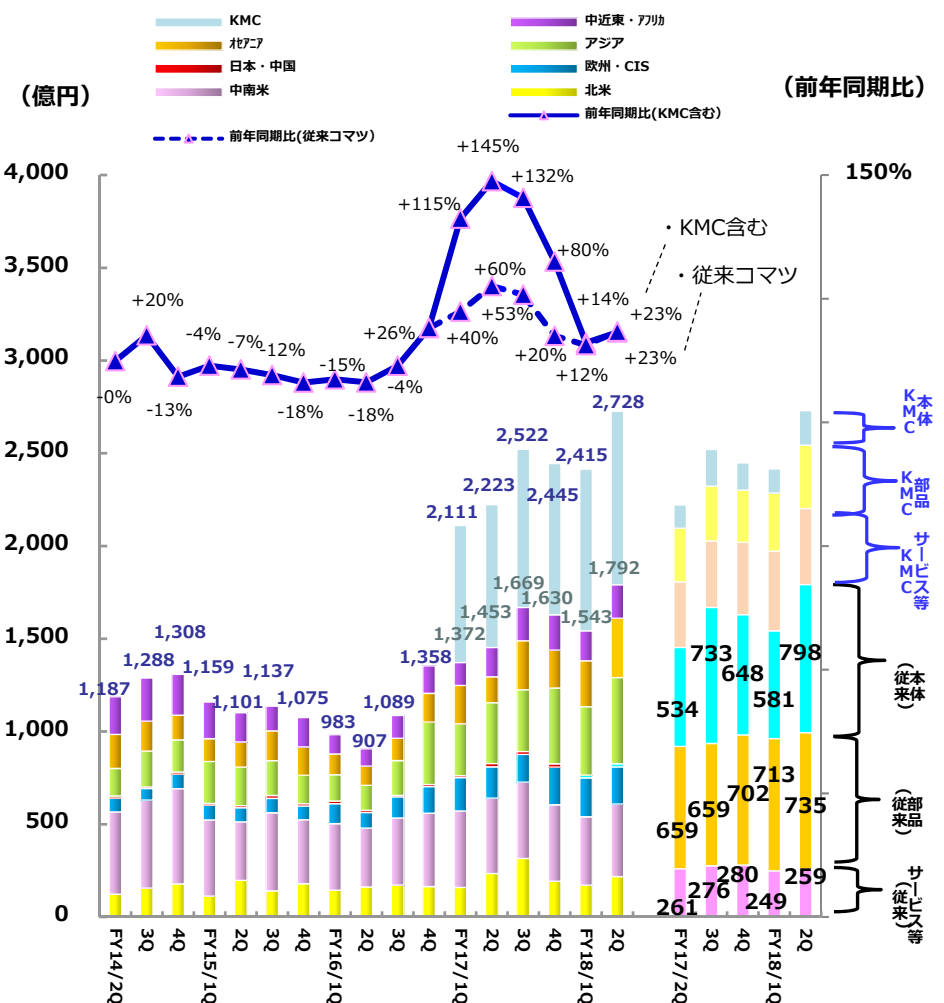 KMC
中近東・アフリカ
オセアニア
アジア
日本・中国
欧州・CIS
中南米
北米
前年同期比(KMC含む)
前年同期比(従来コマツ)
（億円）
（前年同期比）
4,000
3,500
3,000
2,500
2,000
1,500
1,000
500
0
150%
-0%
+20%
-13%
-4%
-7%
-12%
-18%
-15%
-18%
-4%
+26%
+115%
+145%
+132%
+80%
+14%
+23%
+40%
+60%
+53%
+20%
+12%
+23%
・KMC含む
・従来コマツ
1,187
1,288
1,308
1,159
1,101
1,137
1,075
983
907
1,089
1,358
2,111
2,223
2,522
2,445
2,415
2,728
1,372
1,453
1,669
1,630
1,543
1,792
534
733
648
581
798
659
659
702
713
735
261
276
280
249
259
本体
KMC
部品
KMC
サービス等
KMC
本体
(従来)
部品
(従来)
サービス等
(従来)
FY14/2Q
3Q
4Q
FY15/1Q
2Q
3Q
4Q
FY16/1Q
2Q
3Q
4Q
FY17/1Q
2Q
3Q
4Q
FY18/1Q
2Q
FY17/2Q
3Q
4Q
FY18/1Q
2Q